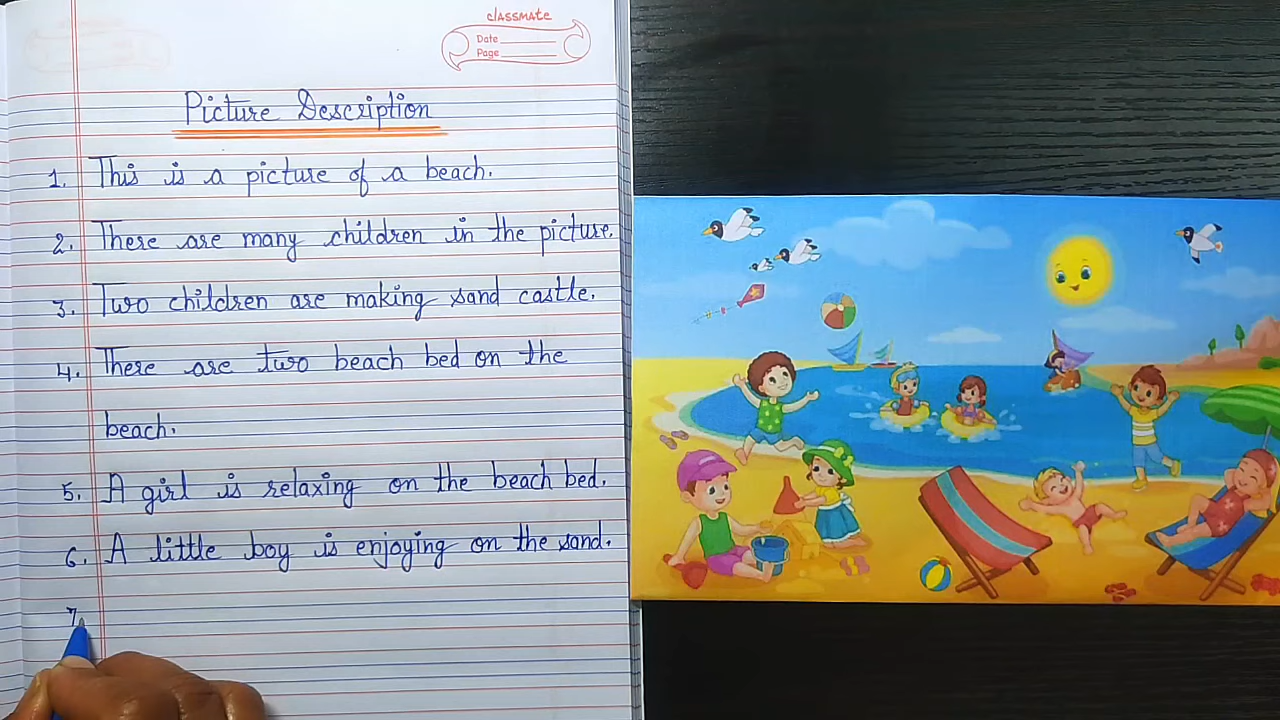 classmate
Date
Page
Picture Description
1. This is a picture of a beach.
2. There are many children in the picture.
3. Two children are making sand castle.
4. There are two beach bed on the
beach.
5. A girl is relaxing on the beach bed.
6. A little boy is enjoying on the sand.
7.